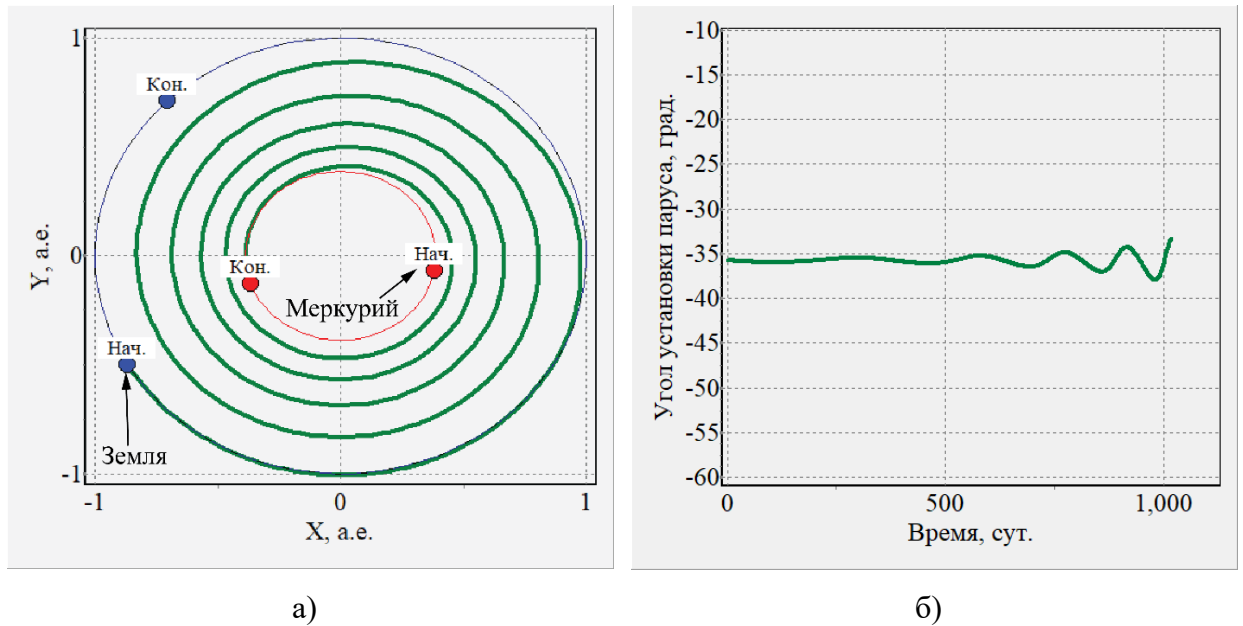 1
Кон.
Y, а.е.
0
Нач.
Кон.
Меркурий
Нач.
Земля
-1
-1
0
1
X, а.е.
а)
Угол установки паруса, град.
-10
-15
-20
-25
-30
-35
-40
-45
-50
-55
-60
0
500
1,000
Время, сут.
б)